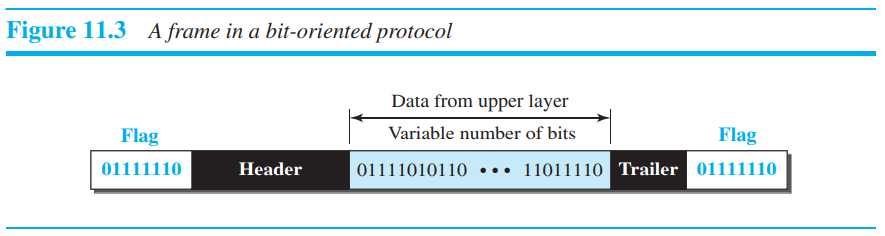 Figure 11.3 A frame in a bit-oriented protocol
Data from upper layer
Flag Variable number of bits Flag
01111110 Header 01111010110 ••• 11011110 Trailer 01111110